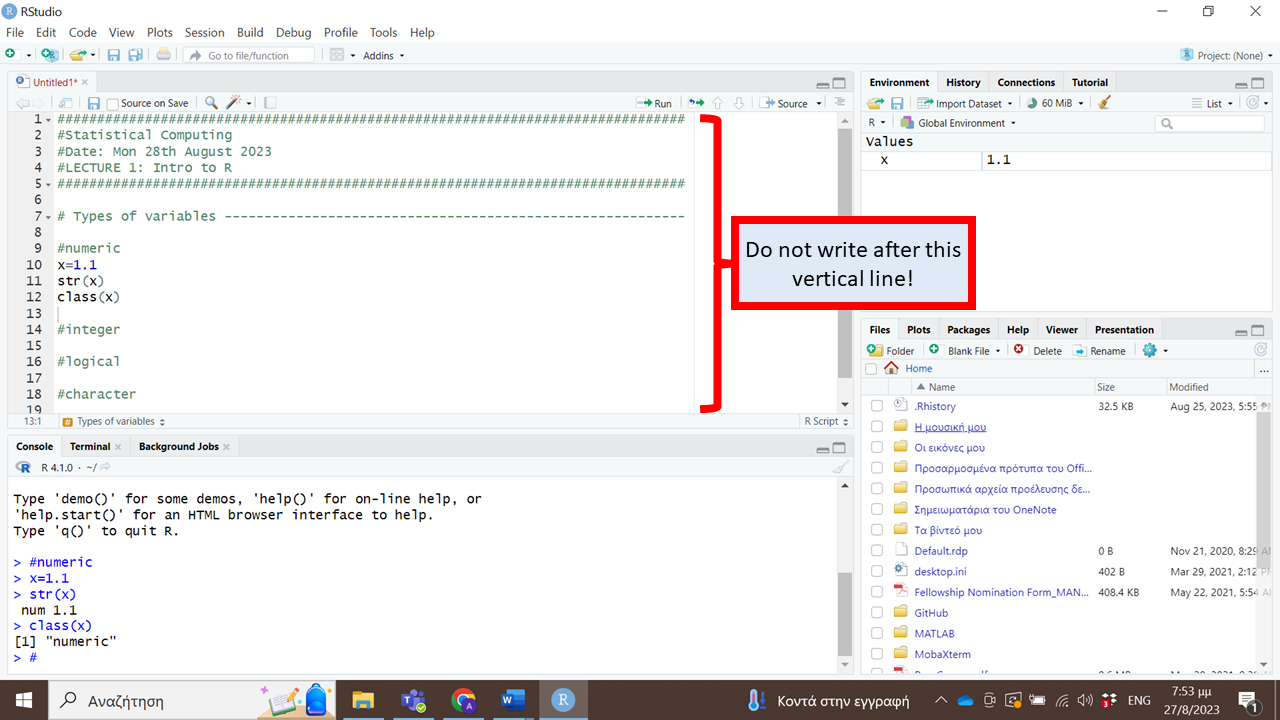 RStudio
File Edit Code View Plots Session Build Debug Profile Tools Help
Go to file/function Addins Project: (None)
Untitled1*
Source on Save Run Source
1 ################################################################################
2 #Statistical Computing
3 #Date: Mon 28th August 2023
4 #LECTURE 1: Intro to R
5 ################################################################################
6
7 # Types of variables -----------------------------------------------------------
8
9 #numeric
10 x=1.1
11 str(x)
12 class(x)
13
14 #integer
15
16 #logical
17
18 #character
19
13:1 Types of variables R Script
Do not write after this
vertical line!
Console Terminal Background Jobs
R 4.1.0 · ~/
Type 'demo()' for some demos, 'help()' for on-line help, or
'help.start()' for an HTML browser interface to help.
Type 'q()' to quit R.
> #numeric
> x=1.1
> str(x)
num 1.1
> class(x)
[1] "numeric"
> #
Environment History Connections Tutorial
Import Dataset 60 MiB List
R Global Environment
Values
x 1.1
Files Plots Packages Help Viewer Presentation
Folder Blank File Delete Rename
Home ...
Name Size Modified
.Rhistory 32.5 KB Aug 25, 2023, 5:55
Η μουσική μου
Οι εικόνες μου
Προσαρμοσμένα πρότυπα του Offi...
Προσωπικά αρχεία προέλευσης δε...
Σημειωματάρια του OneNote
Τα βίντεό μου
Default.rdp 0 B Nov 21, 2020, 8:29
desktop.ini 402 B Mar 29, 2021, 2:12
Fellowship Nomination Form_MAN... 408.4 KB May 22, 2021, 5:54
GitHub
MATLAB
MobaXterm
Αναζήτηση Κοντά στην εγγραφή ENG 7:53 μμ
27/8/2023